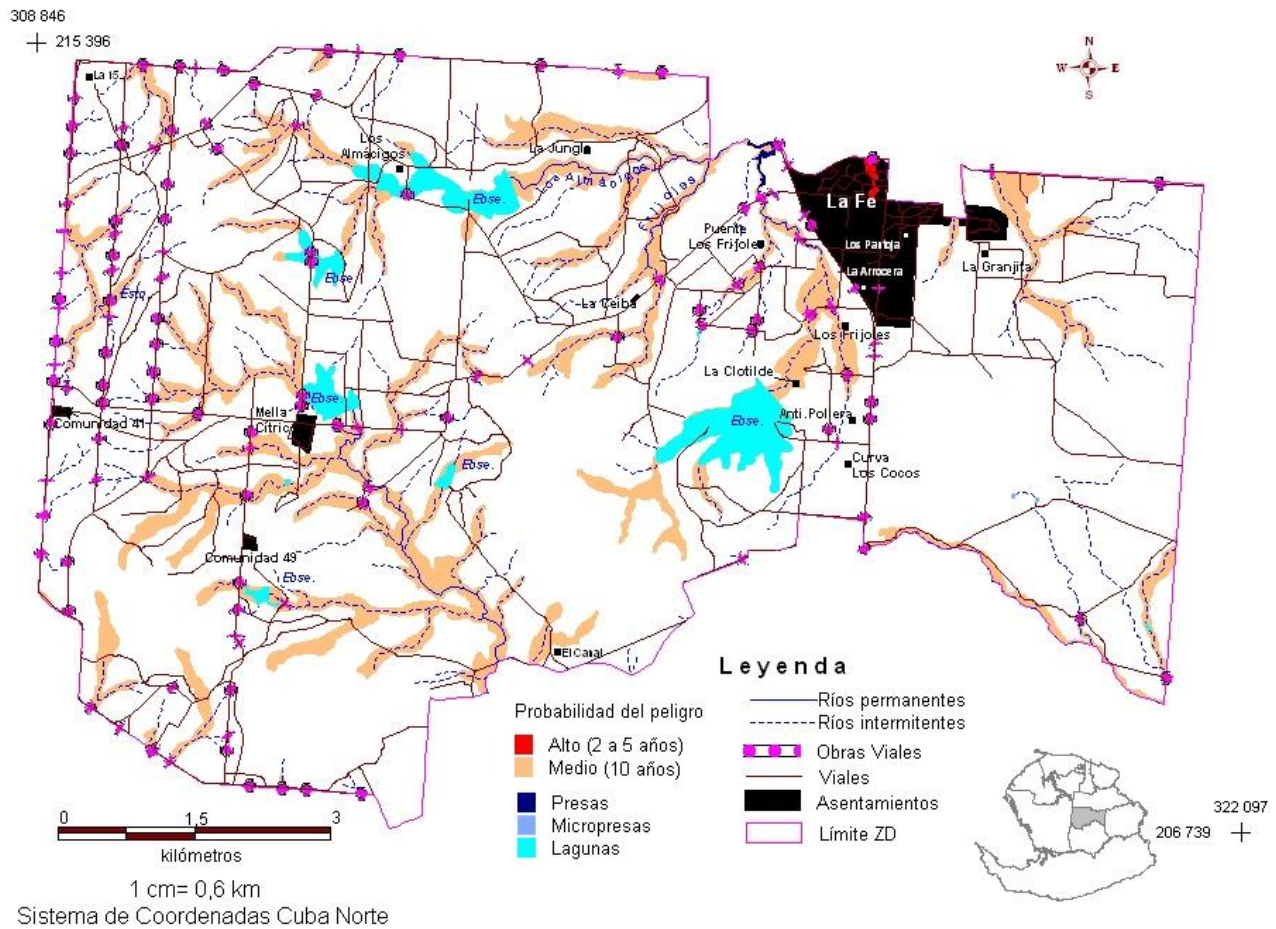 308 846
215 396
N
W E
S
La 15
Los
Almácigos
La Jungla
Los Almácigos
Ebse.
Frijoles
La Fe
Puente
Los Frijoles
Los Pantoja
La Arrocera
La Granjita
Ebse.
Esto.
La Ceiba
Los Frijoles
La Clotilde
Ebse.
Mella
Cítrico
Comunidad 41
Ebse.
Anti.Pollera
Ebse.
Curva
Los Cocos
Comunidad 49
Ebse.
El Canal
Leyenda
Probabilidad del peligro
Alto (2 a 5 años)
Medio (10 años)
Presas
Micropresas
Lagunas
Ríos permanentes
Ríos intermitentes
Obras Viales
Viales
Asentamientos
Límite ZD
322 097
206 739
0 1,5 3
kilómetros
1 cm= 0,6 km
Sistema de Coordenadas Cuba Norte